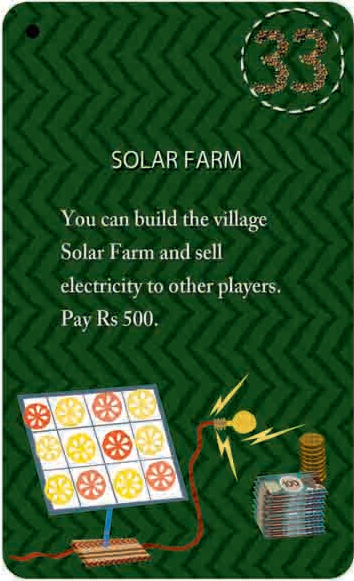 33
SOLAR FARM
You can build the village
Solar Farm and sell
electricity to other players.
Pay Rs 500.
100